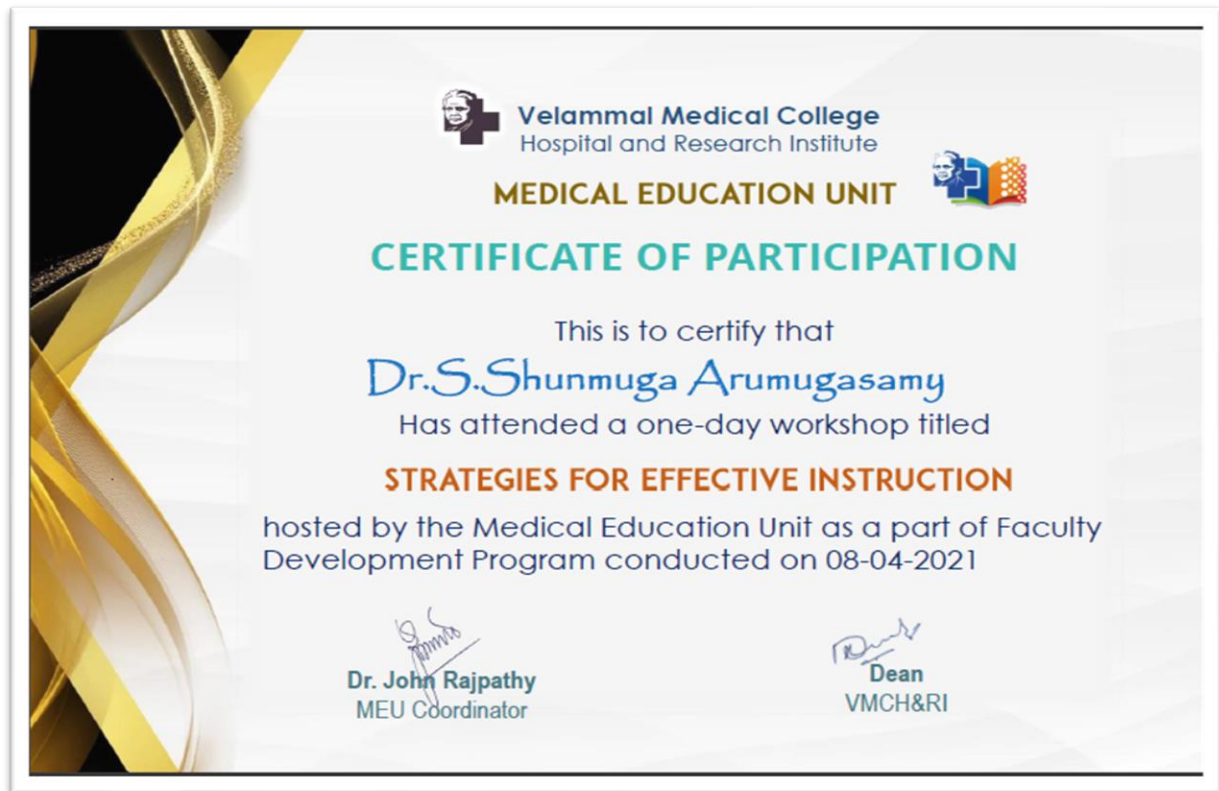 Velammal Medical College
Hospital and Research Institute
MEDICAL EDUCATION UNIT
CERTIFICATE OF PARTICIPATION
This is to certify that
Dr.S.Shunmuga Arumugasamy
Has attended a one-day workshop titled
STRATEGIES FOR EFFECTIVE INSTRUCTION
hosted by the Medical Education Unit as a part of Faculty
Development Program conducted on 08-04-2021
Dr. John Rajpathy
MEU Coordinator
Dean
VMCH&RI